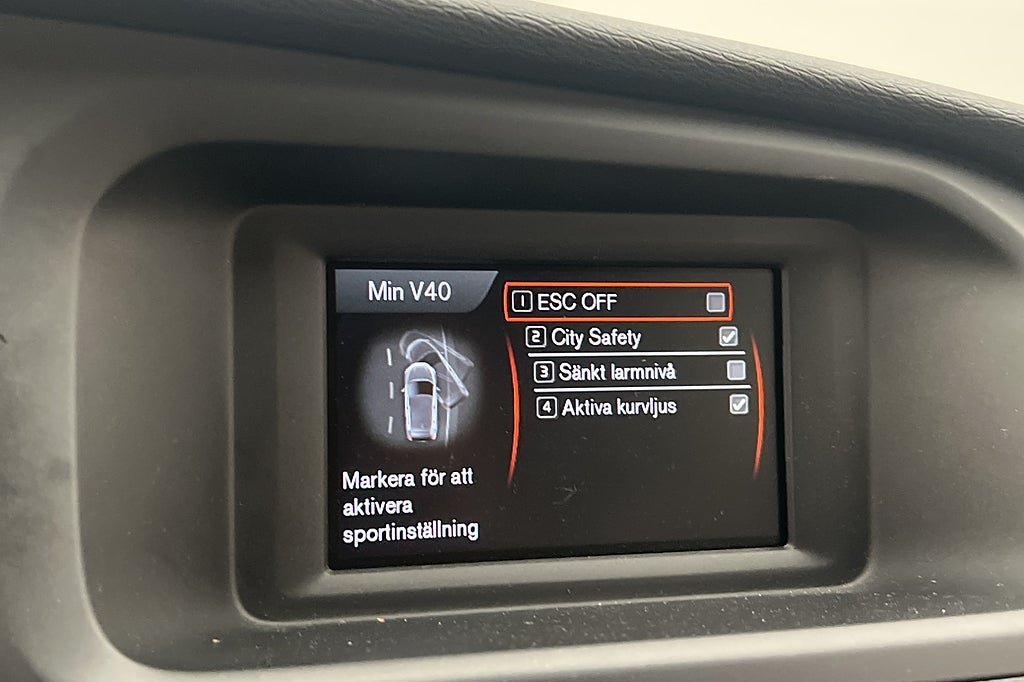 Min V40
1 ESC OFF
2 City Safety
3 Sänkt larmnivå
4 Aktiva kurvljus
Markera för att
aktivera
sportinställning